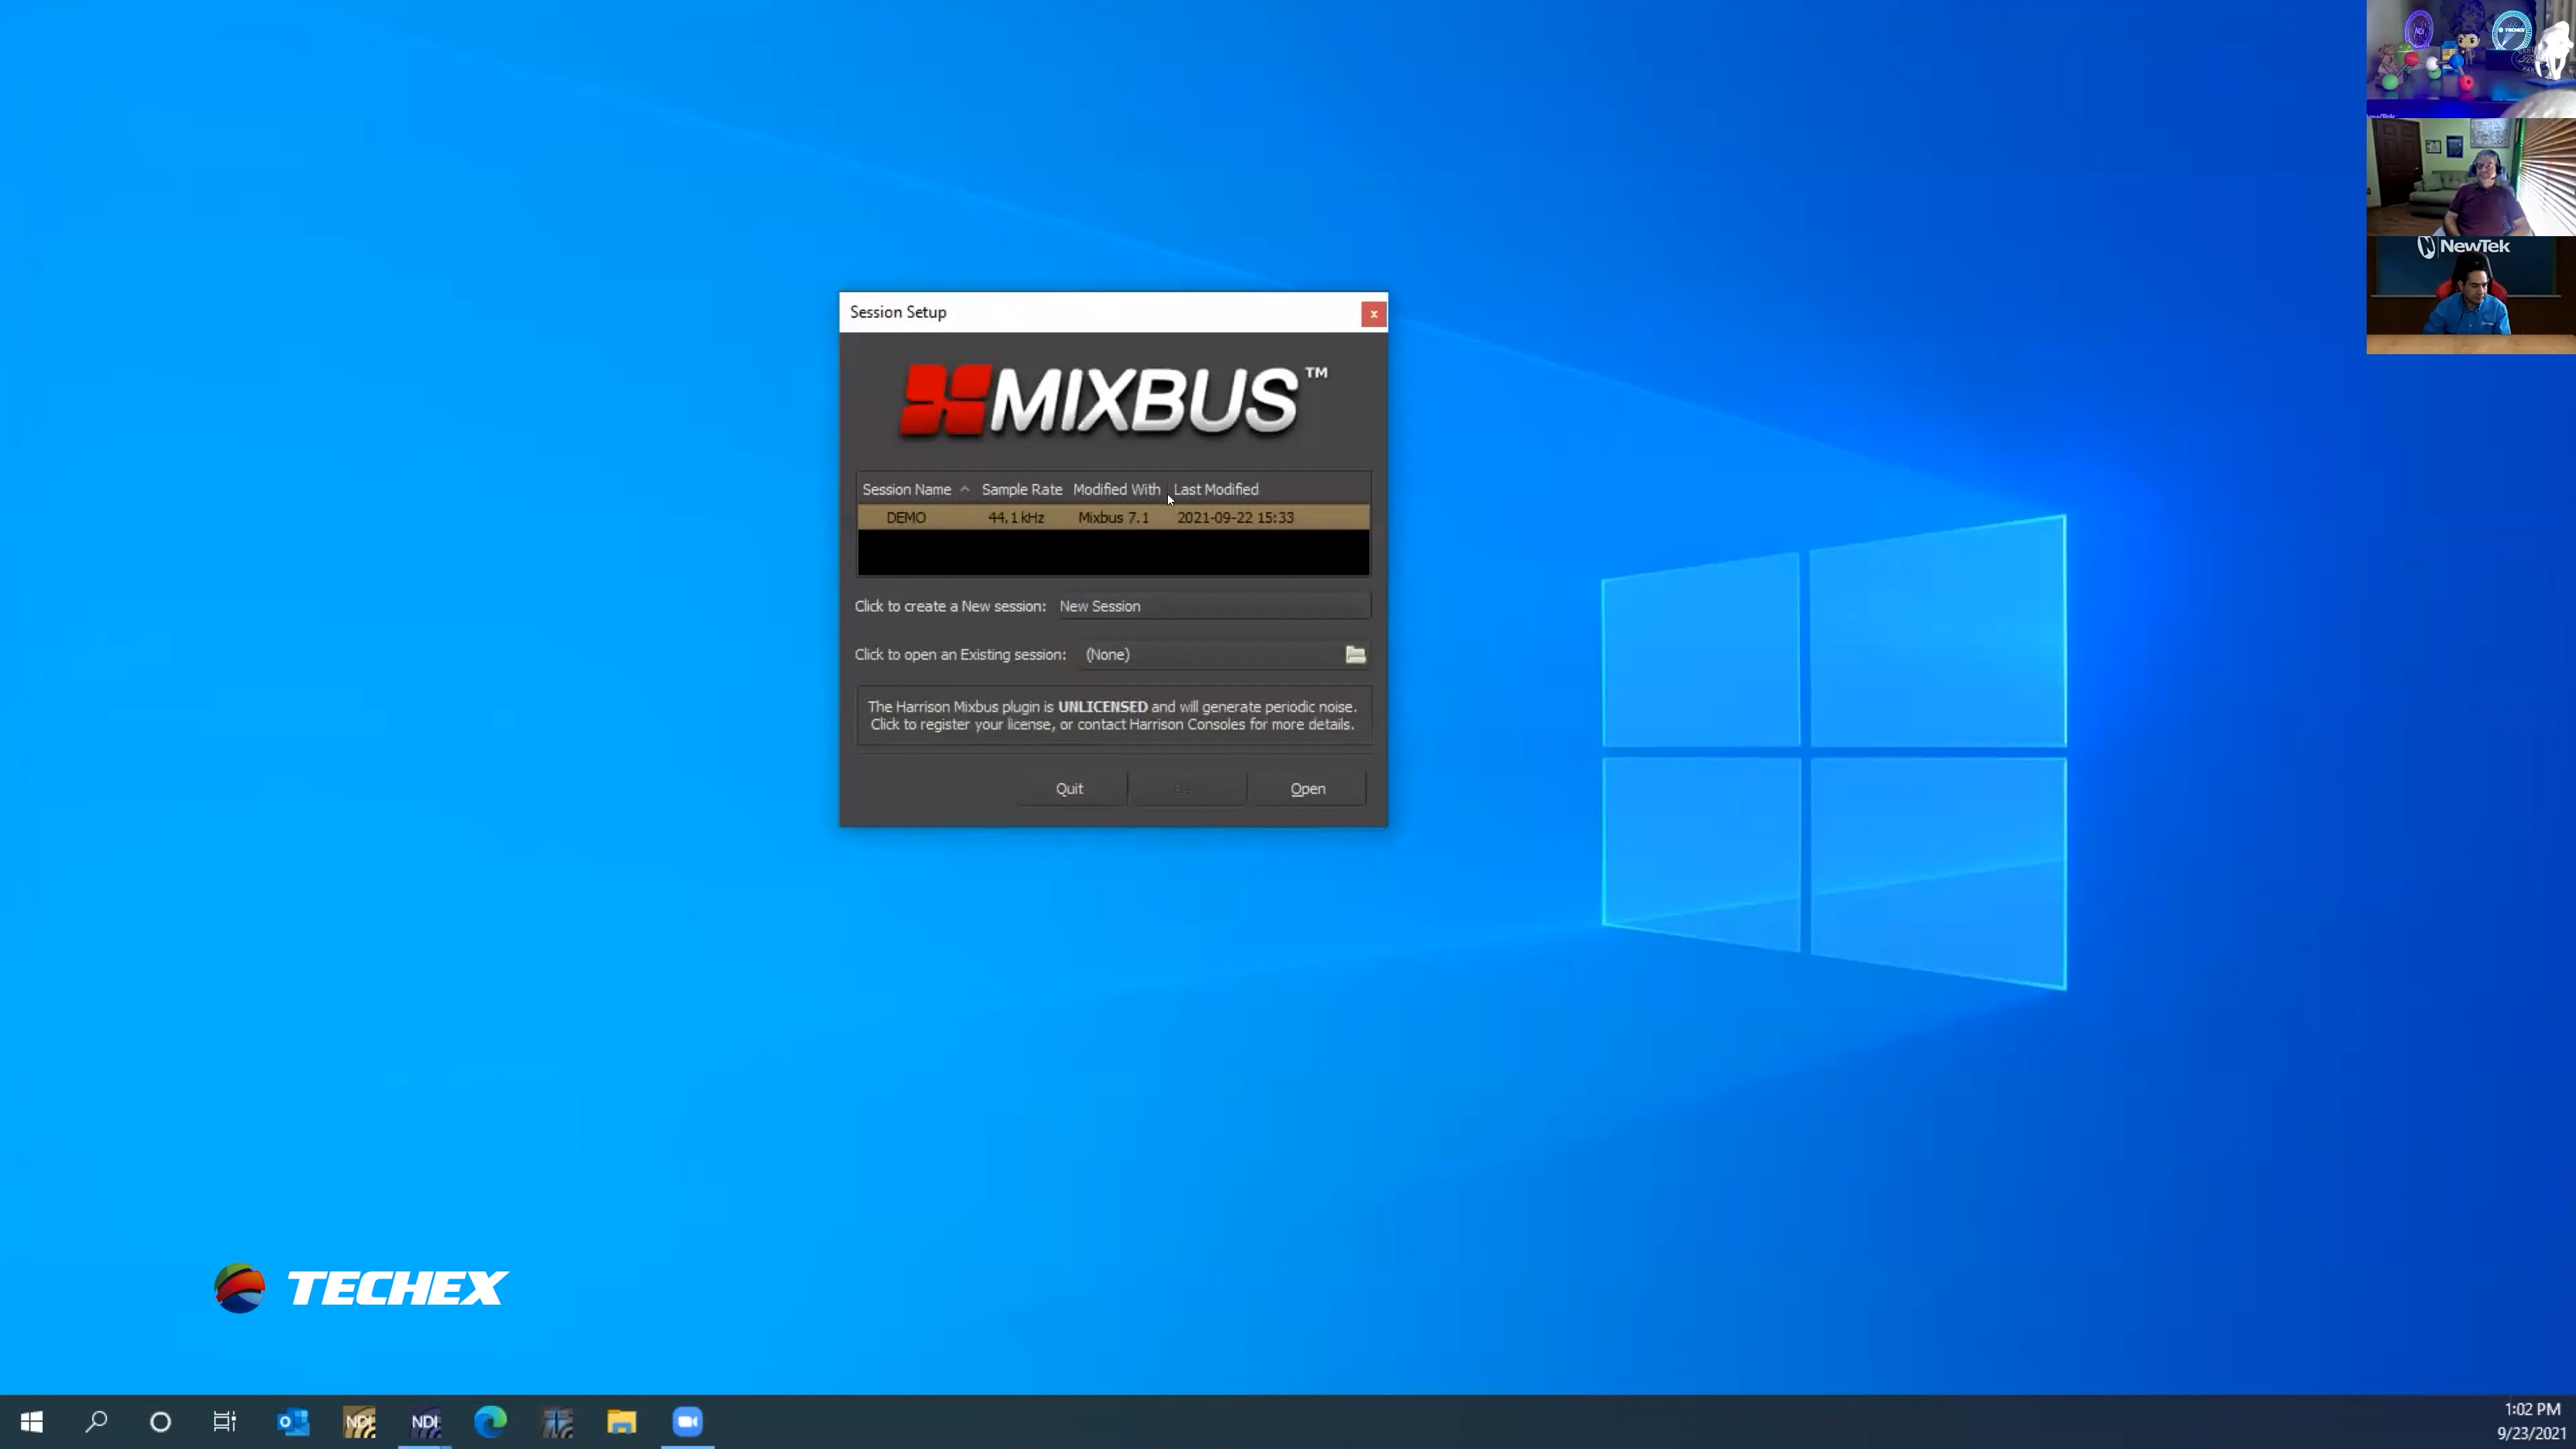 NewTek
Session Setup
x
MIXBUS™
Session Name Sample Rate Modified With Last Modified
DEMO 44.1 kHz Mixbus 7.1 2021-09-22 15:33
Click to create a New session: New Session
Click to open an Existing session: (None)
The Harrison Mixbus plugin is UNLICENSED and will generate periodic noise.
Click to register your license, or contact Harrison Consoles for more details.
Quit Open
TECHEX
NDI NDI
1:02 PM
9/23/2021